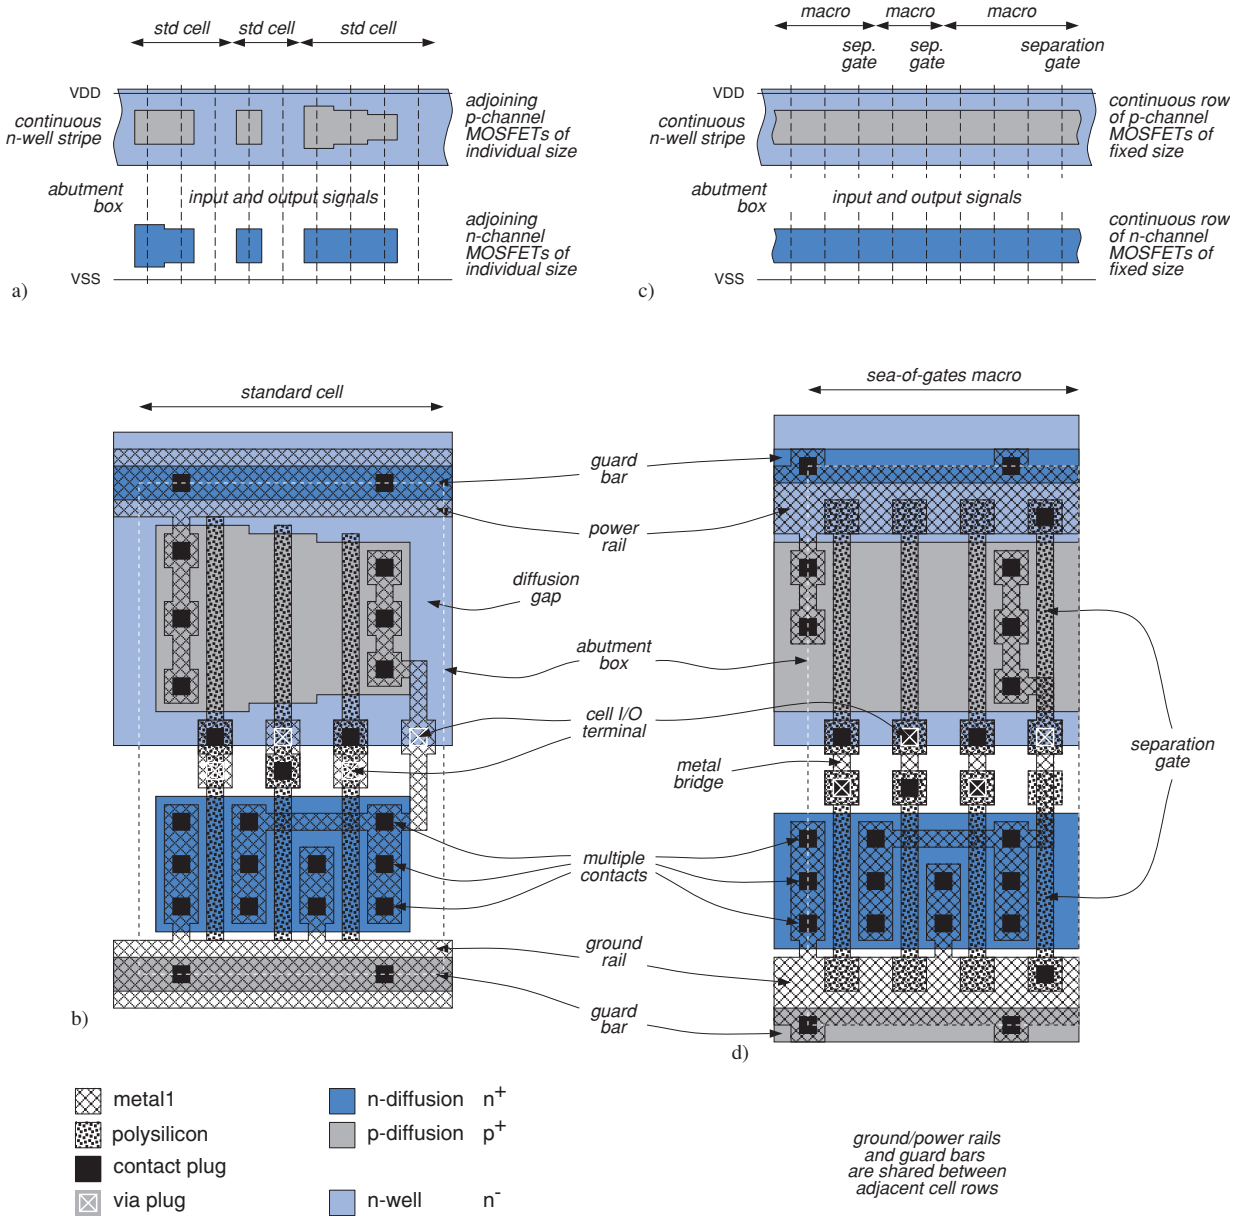 std cell
std cell
std cell
VDD
continuous
n-well stripe
adjoining
p-channel
MOSFETs of
individual size
abutment
box
input and output signals
adjoining
n-channel
MOSFETs of
individual size
VSS
a)
macro
macro
macro
sep.
gate
sep.
gate
separation
gate
VDD
continuous
n-well stripe
continuous row
of p-channel
MOSFETs of
fixed size
abutment
box
input and output signals
continuous row
of n-channel
MOSFETs of
fixed size
VSS
c)
standard cell
sea-of-gates macro
guard
bar
power
rail
diffusion
gap
abutment
box
cell I/O
terminal
metal
bridge
separation
gate
multiple
contacts
ground
rail
guard
bar
b)
d)
metal1
polysilicon
contact plug
via plug
n-diffusion n+
p-diffusion p+
n-well n-
ground/power rails
and guard bars
are shared between
adjacent cell rows